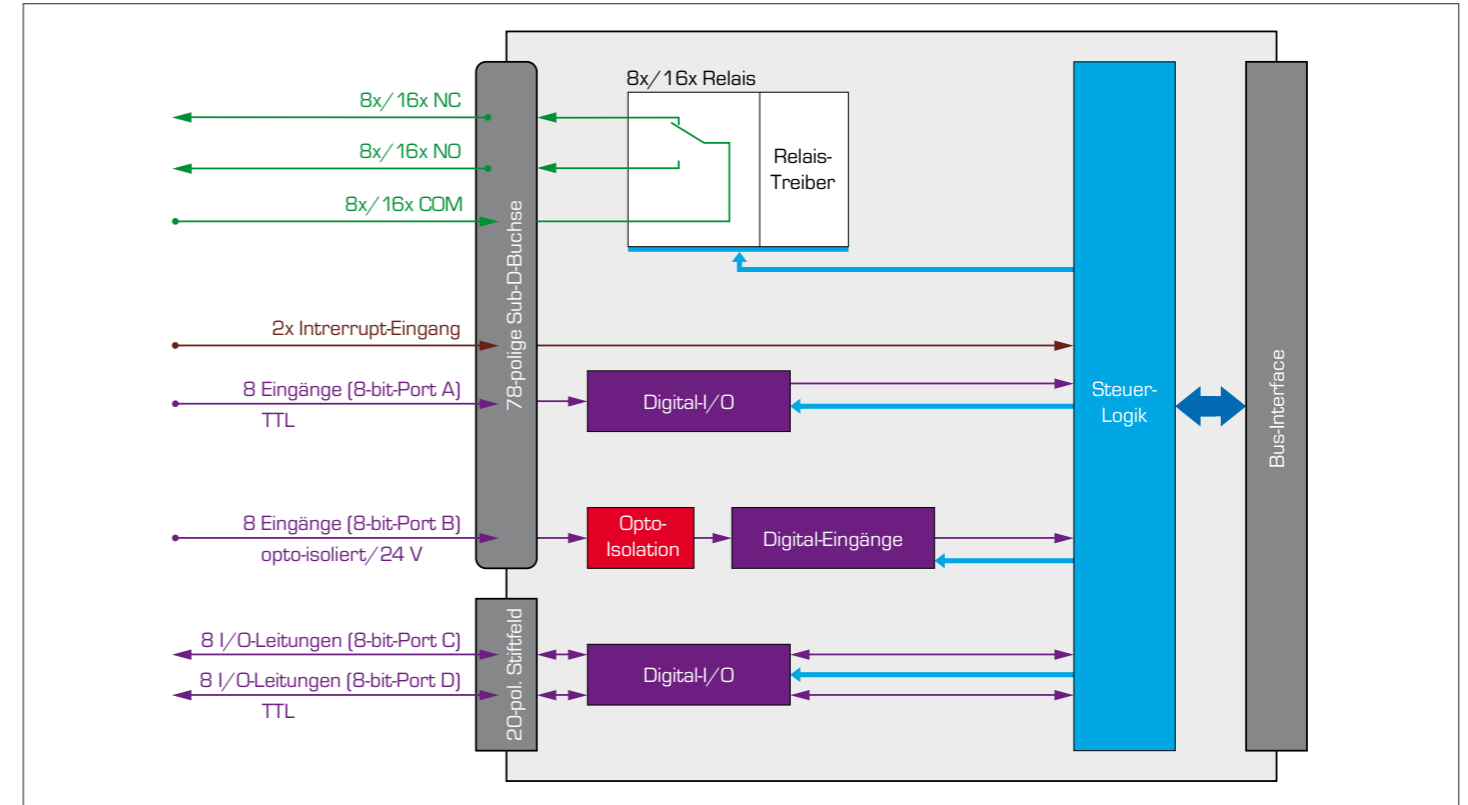 8x/16x Relais
8x/16x NC
8x/16x NO
8x/16x COM
Relais-
Treiber
78-polige Sub-D-Buchse
2x Intrerrupt-Eingang
8 Eingänge (8-bit-Port A)
TTL
Digital-I/O
Steuer-
Logik
Bus-Interface
8 Eingänge (8-bit-Port B)
opto-isoliert/24 V
Opto-
Isolation
Digital-Eingänge
20-pol. Stiftfeld
8 I/O-Leitungen (8-bit-Port C)
8 I/O-Leitungen (8-bit-Port D)
TTL
Digital-I/O